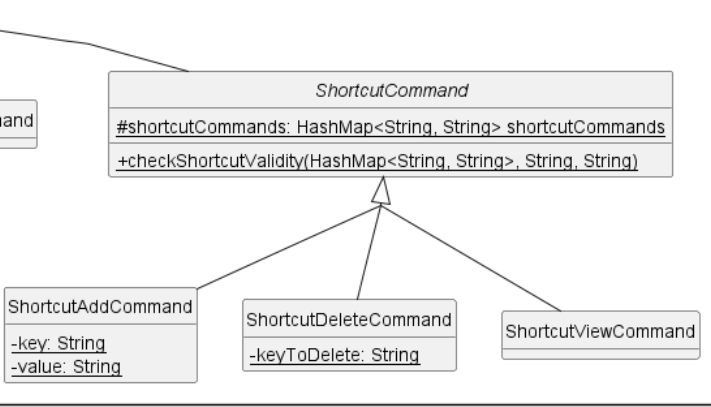 ShortcutCommand
and
#shortcutCommands: HashMap<String, String> shortcutCommands
+checkShortcutValidity(HashMap<String, String>, String, String)
ShortcutAddCommand
-key: String
-value: String
ShortcutDeleteCommand
-keyToDelete: String
ShortcutViewCommand